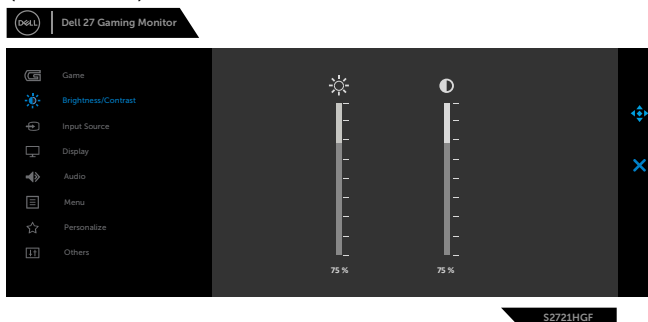 DELL
Dell 27 Gaming Monitor
Game
Brightness/Contrast
Input Source
Display
Audio
Menu
Personalize
Others
75% 75%
S2721HGF